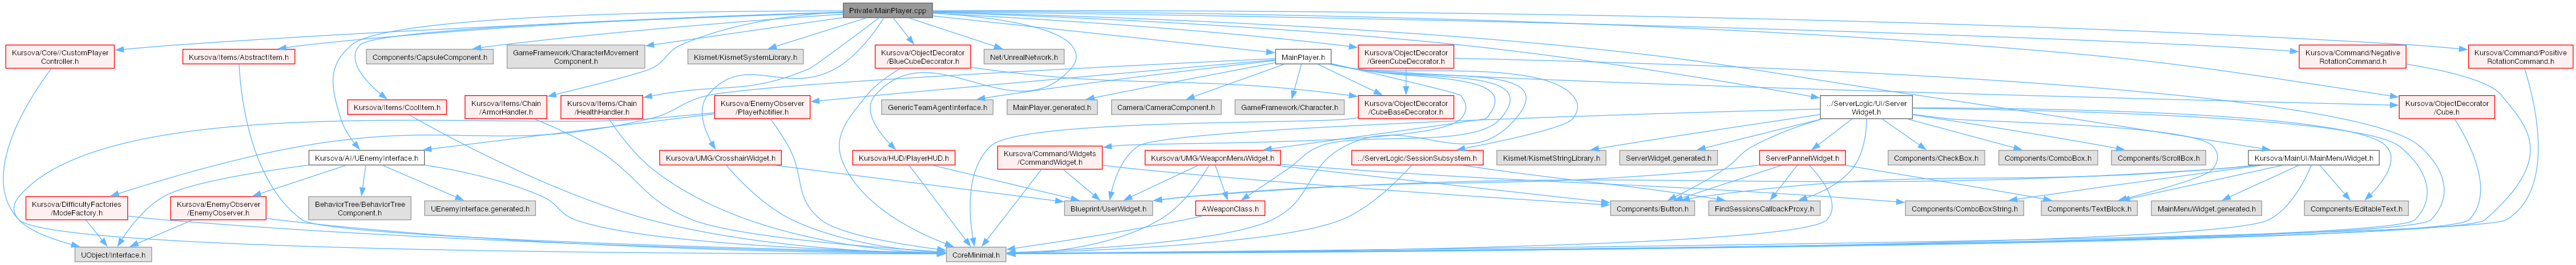 Private/MainPlayer.cpp
Kursova/Core//CustomPlayer
Controller.h
Kursova/Items/AbstractItem.h
Components/CapsuleComponent.h
GameFramework/CharacterMovement
Component.h
Kismet/KismetSystemLibrary.h
Kursova/ObjectDecorator
/BlueCubeDecorator.h
Net/UnrealNetwork.h
MainPlayer.h
Kursova/ObjectDecorator
/GreenCubeDecorator.h
Kursova/Command/Negative
RotationCommand.h
Kursova/Command/Positive
RotationCommand.h
Kursova/Items/CoolItem.h
Kursova/Items/Chain
/ArmorHandler.h
Kursova/Items/Chain
/HealthHandler.h
Kursova/EnemyObserver
/PlayerNotifier.h
GenericTeamAgentInterface.h
MainPlayer.generated.h
Camera/CameraComponent.h
GameFramework/Character.h
Kursova/ObjectDecorator
/CubeBaseDecorator.h
../ServerLogic/UI/Server
Widget.h
Kursova/ObjectDecorator
/Cube.h
Kursova/AI/UEnemyInterface.h
Kursova/UMG/CrosshairWidget.h
Kursova/HUD/PlayerHUD.h
Kursova/Command/Widgets
/CommandWidget.h
Kursova/UMG/WeaponMenuWidget.h
../ServerLogic/SessionSubsystem.h
Kismet/KismetStringLibrary.h
ServerWidget.generated.h
ServerPannelWidget.h
Components/CheckBox.h
Components/ComboBox.h
Components/ScrollBox.h
Kursova/MainUI/MainMenuWidget.h
Kursova/DifficultyFactories
/ModeFactory.h
Kursova/EnemyObserver
/EnemyObserver.h
BehaviorTree/BehaviorTree
Component.h
UEnemyInterface.generated.h
Blueprint/UserWidget.h
AWeaponClass.h
Components/Button.h
FindSessionsCallbackProxy.h
Components/ComboBoxString.h
Components/TextBlock.h
MainMenuWidget.generated.h
Components/EditableText.h
UObject/Interface.h
CoreMinimal.h